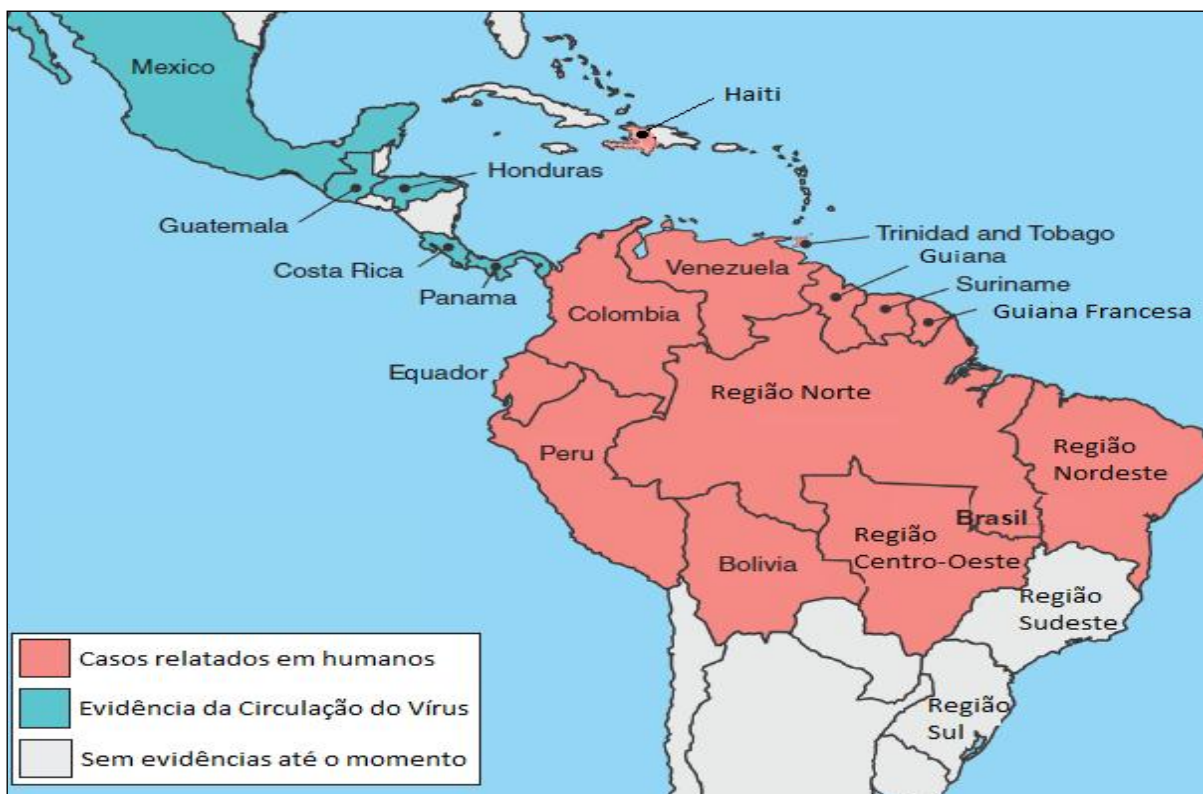 Mexico
Haiti
Honduras
Guatemala
Trinidad and Tobago
Guiana
Costa Rica
Venezuela
Suriname
Panama
Colombia
Guiana Francesa
Equador
Região Norte
Peru
Região
Nordeste
Brasil
Região
Centro-Oeste
Bolivia
Região
Sudeste
Região
Sul
Casos relatados em humanos
Evidência da Circulação do Vírus
Sem evidências até o momento